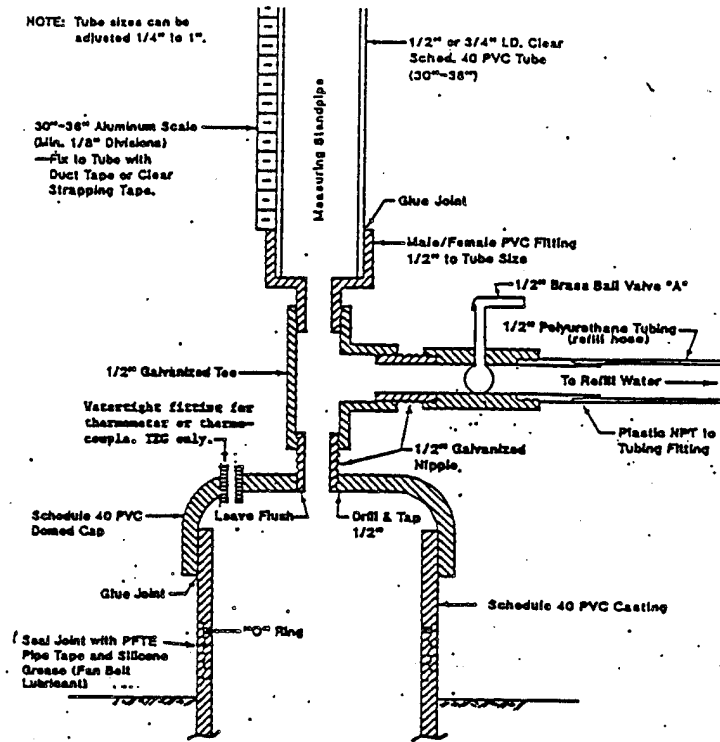 NOTE: Tube sizes can be
adjusted 1/4" to 1".
1/2" or 3/4" I.D. Clear
Sched. 40 PVC Tube
(30"-36")
30"-36" Aluminum Scale
(Min. 1/8" Divisions)
—Fix to Tube with
Duct Tape or Clear
Strapping Tape.
Measuring Standpipe
Glue Joint
Male/Female PVC Fitting
1/2" to Tube Size
1/2" Brass Ball Valve "A"
1/2" Polyurethane Tubing
(refill hose)
1/2" Galvanized Tee
To Refill Water
Watertight fitting for
thermometer or thermo-
couple. TEG only.
Plastic NPT to
Tubing Fitting
1/2" Galvanized
Nipple
Schedule 40 PVC
Domed Cap
Leave Flush
Drill & Tap
1/2"
Glue Joint
Schedule 40 PVC Casting
"O" Ring
Seal Joint with PFTE
Pipe Tape and Silicone
Grease (Fan Belt
Lubricant)